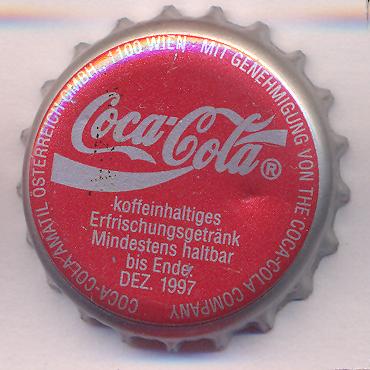 COCA-COLA AMATIL ÖSTERREICH GMBH., 1100 WIEN · MIT GENEHMIGUNG VON THE COCA-COLA COMPANY
Coca-Cola®
koffeinhaltiges
Erfrischungsgetränk
Mindestens haltbar
bis Ende
DEZ. 1997